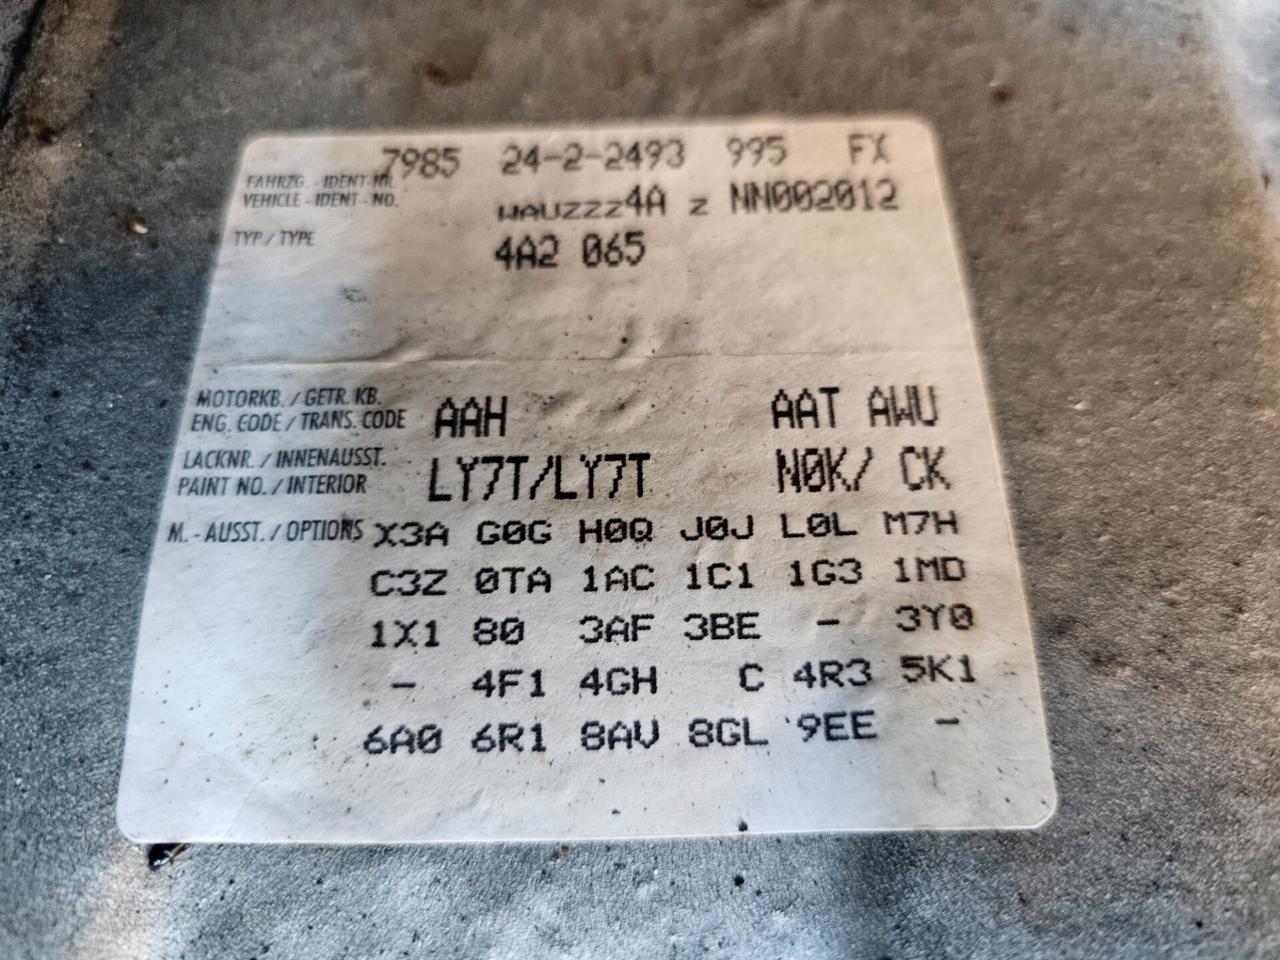 7985 24-2-2493 995 FX
FAHRZG. - IDENT-NR.
VEHICLE - IDENT - NO. WAUZZZ4A Z NN002012
TYP / TYPE 4A2 065
MOTORKB. / GETR. KB.
ENG. CODE / TRANS. CODE AAH AAT AWU
LACKNR. / INNENAUSST.
PAINT NO. / INTERIOR LY7T/LY7T N0K/ CK
M. - AUSST. / OPTIONS X3A G0G H0Q J0J L0L M7H
C3Z 0TA 1AC 1C1 1G3 1MD
1X1 80 3AF 3BE - 3Y0
- 4F1 4GH C 4R3 5K1
6A0 6R1 8AV 8GL 9EE -